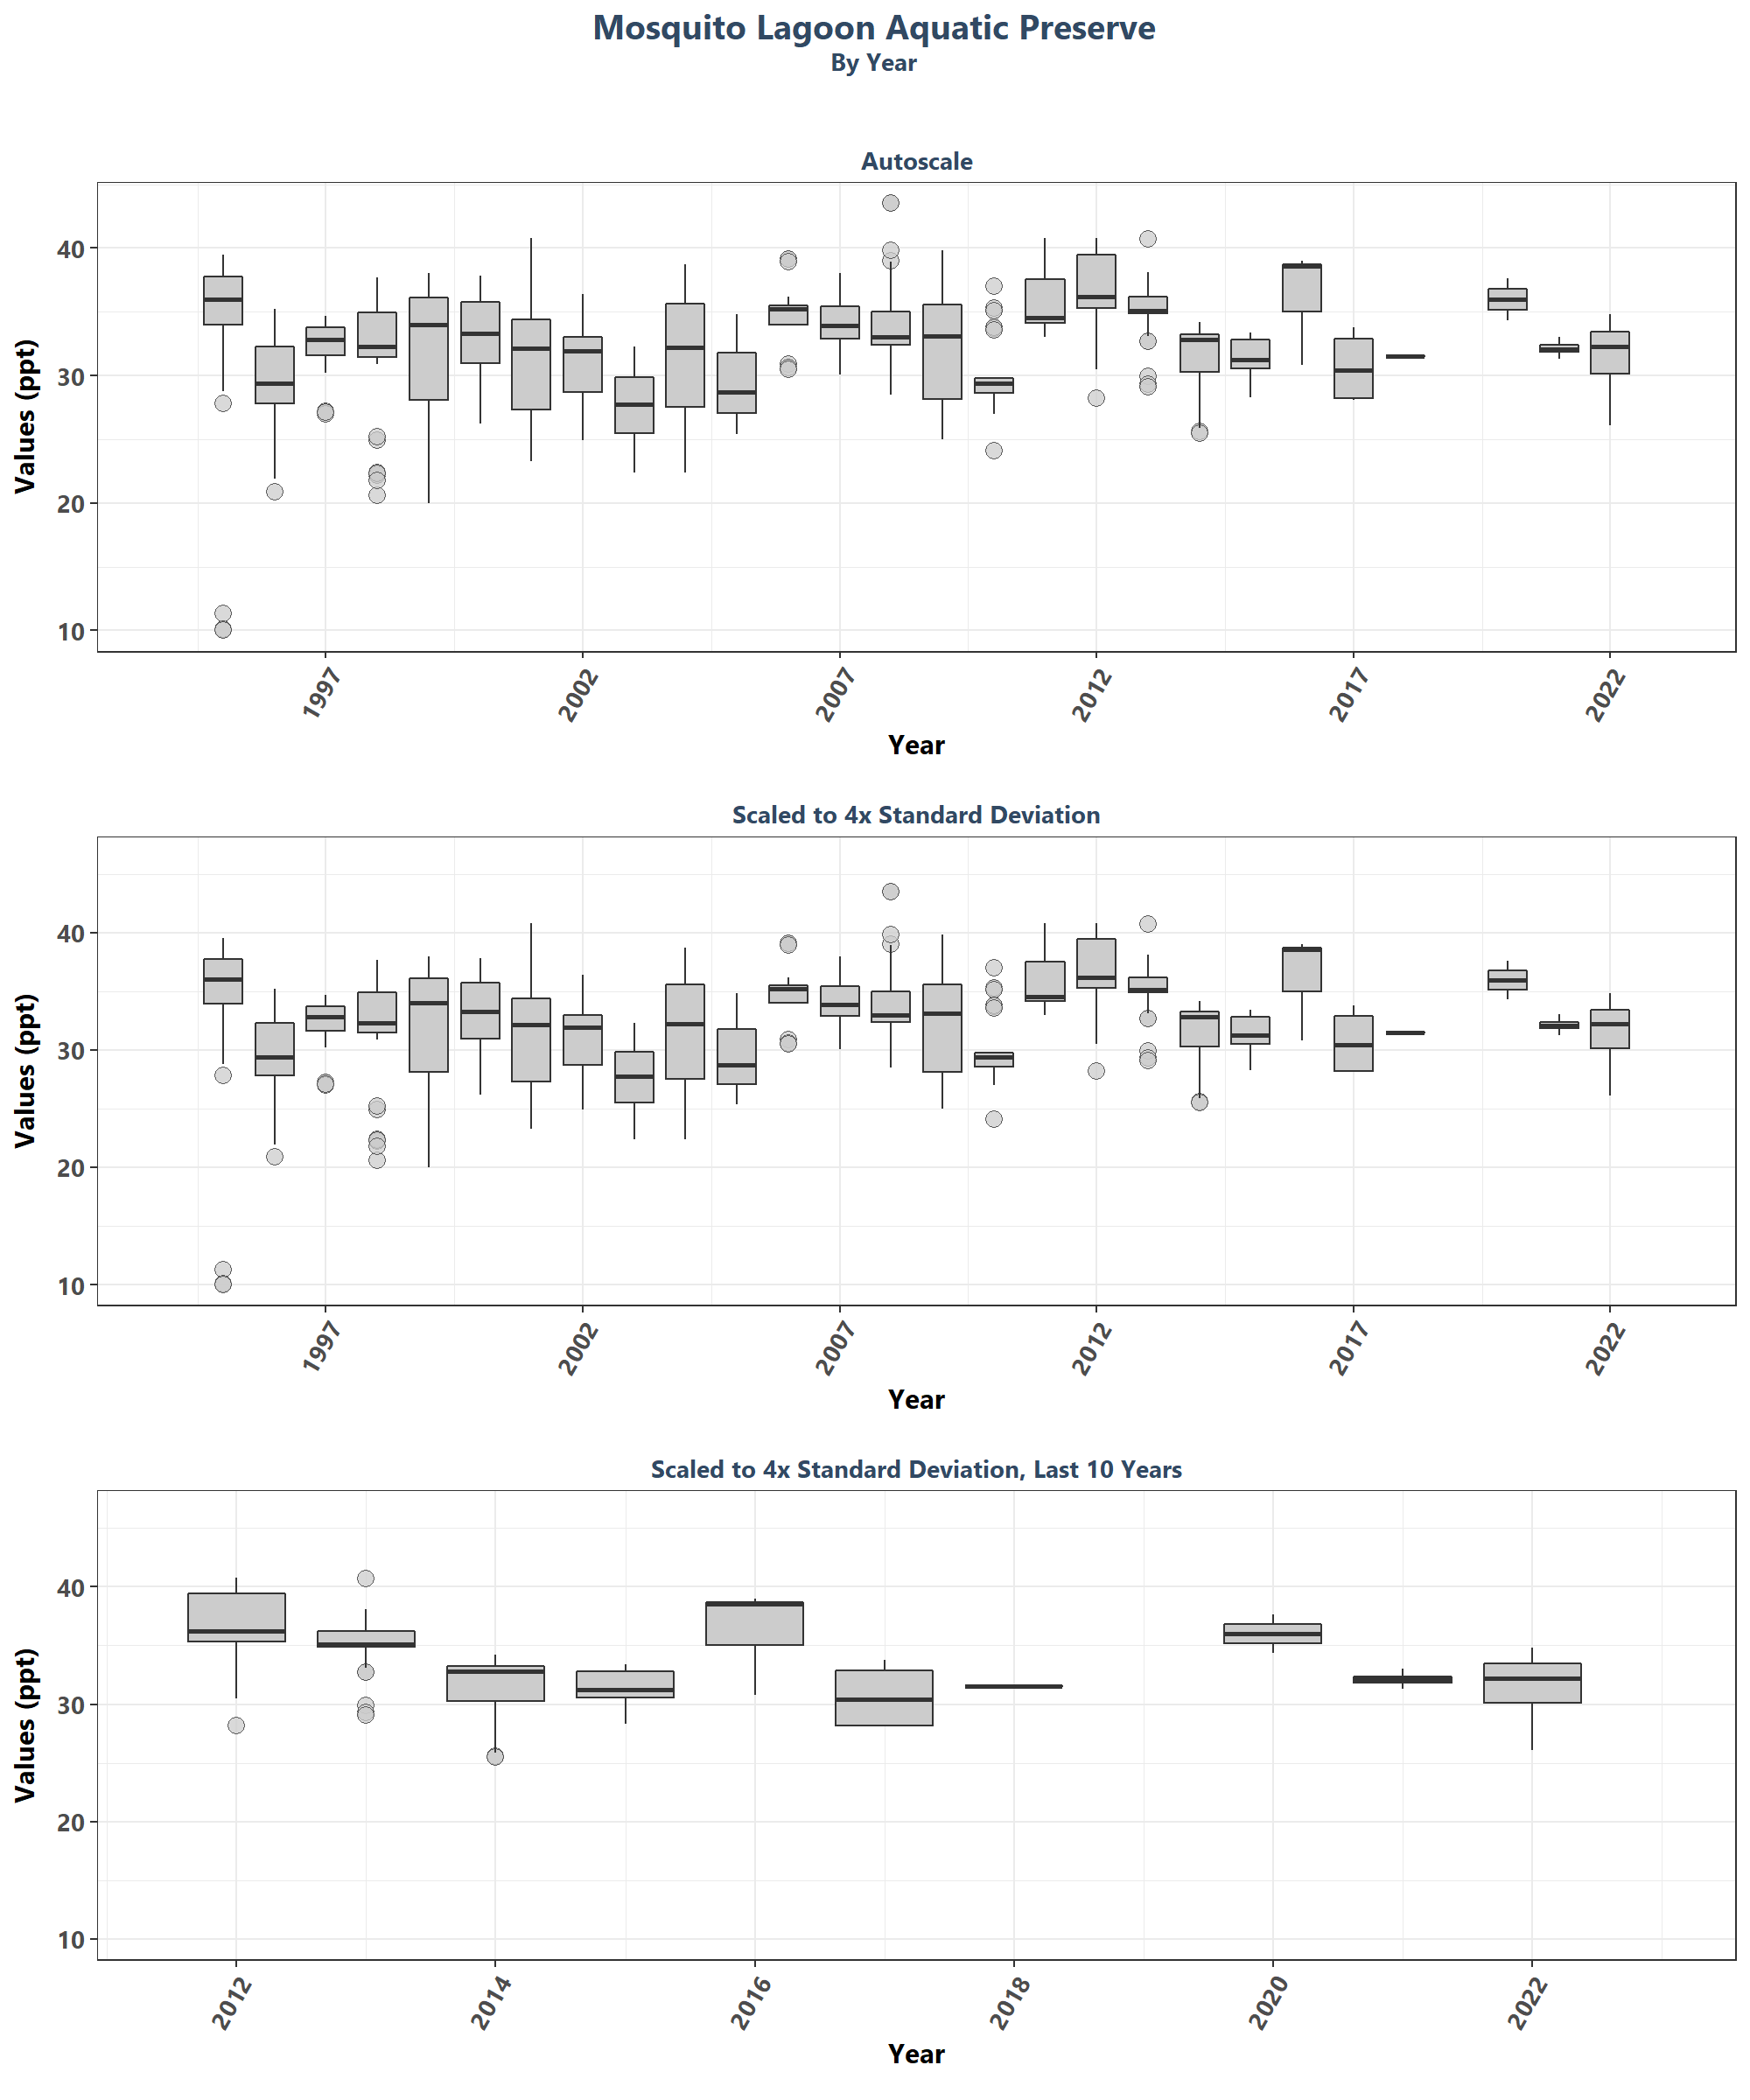 Mosquito Lagoon Aquatic Preserve
By Year
Autoscale
Values (ppt)
40
30
20
10
1997
2002
2007
2012
2017
2022
Year
Scaled to 4x Standard Deviation
Values (ppt)
40
30
20
10
1997
2002
2007
2012
2017
2022
Year
Scaled to 4x Standard Deviation, Last 10 Years
Values (ppt)
40
30
20
10
2012
2014
2016
2018
2020
2022
Year